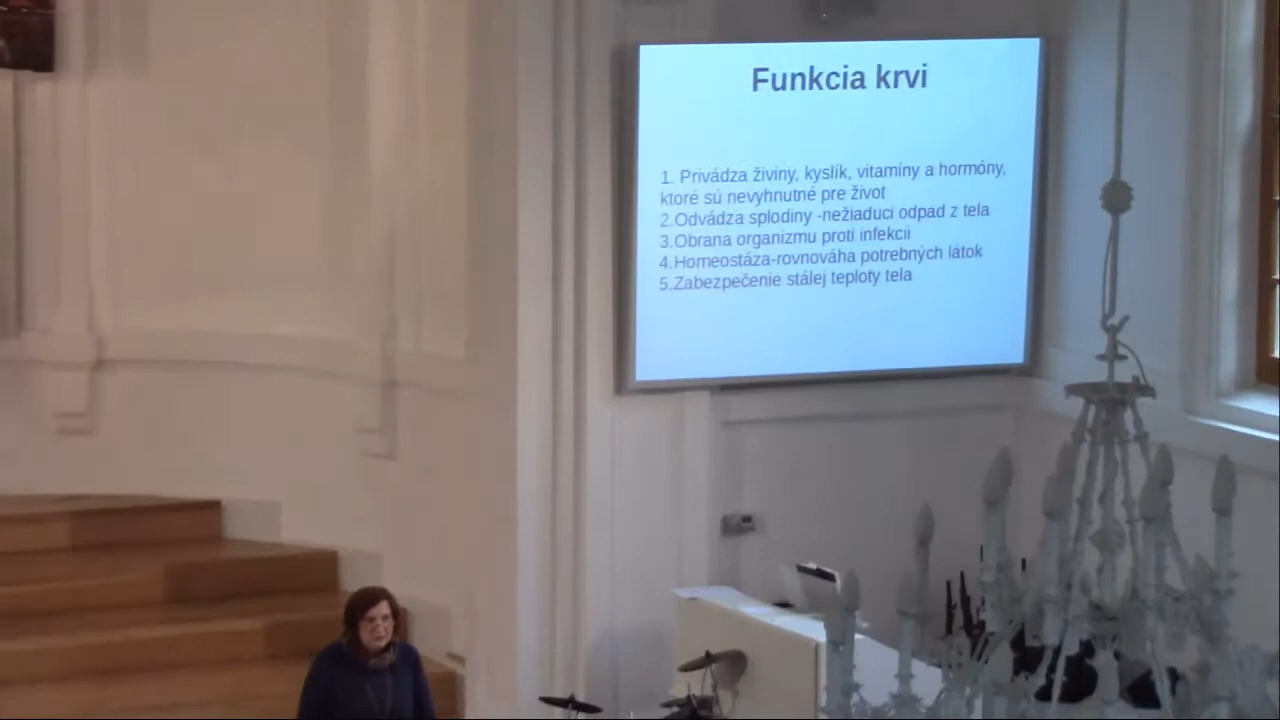 Funkcia krvi
1. Privádza živiny, kyslík, vitamíny a hormóny,
ktoré sú nevyhnutné pre život
2.Odvádza splodiny -nežiaduci odpad z tela
3.Obrana organizmu proti infekcii
4.Homeostáza-rovnováha potrebných látok
5.Zabezpečenie stálej teploty tela